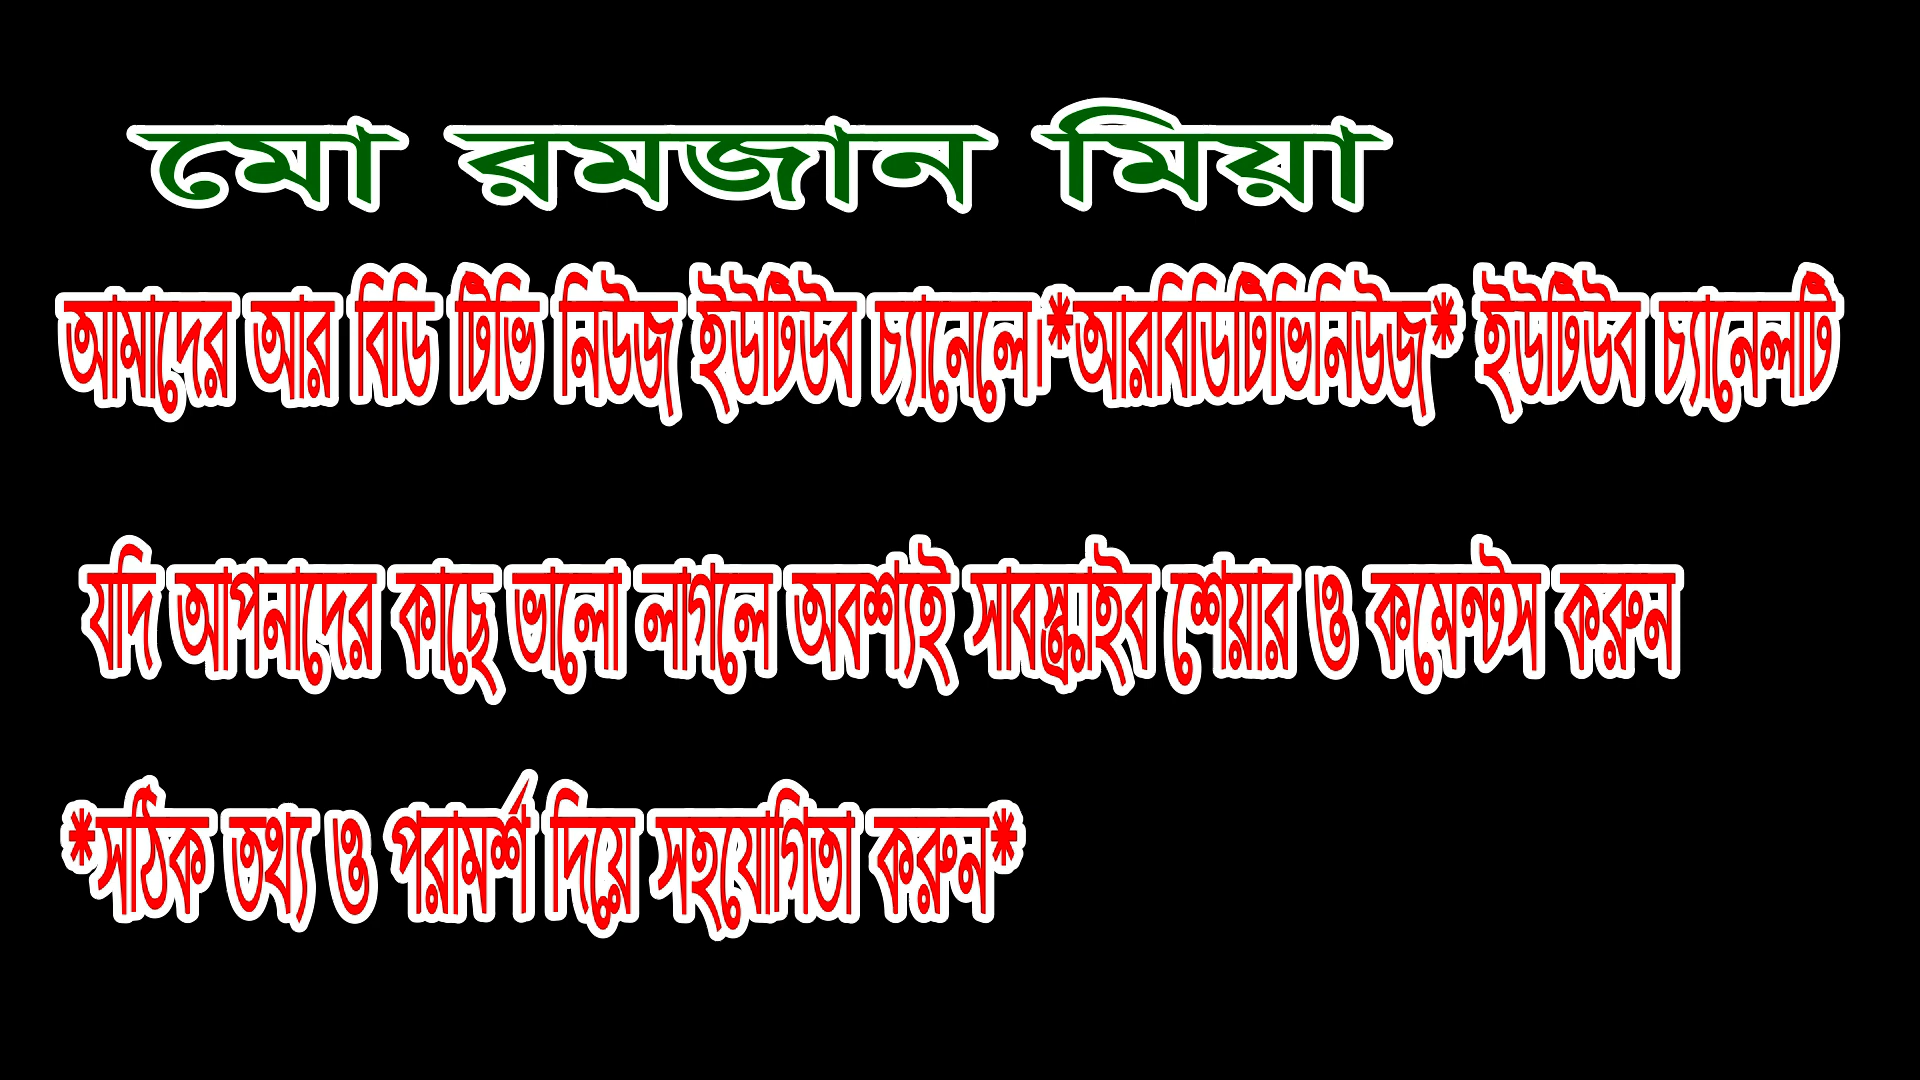 মো রমজান মিয়া
আমাদের আর বিডি টিভি নিউজ ইউটিউব চ্যানেলে।*আরবিডিটিভিনিউজ* ইউটিউব চ্যানেলটি
যদি আপনাদের কাছে ভালো লাগলে অবশ্যই সাবস্ক্রাইব শেয়ার ও কমেন্টস করুন
*সঠিক তথ্য ও পরামর্শ দিয়ে সহযোগিতা করুন*